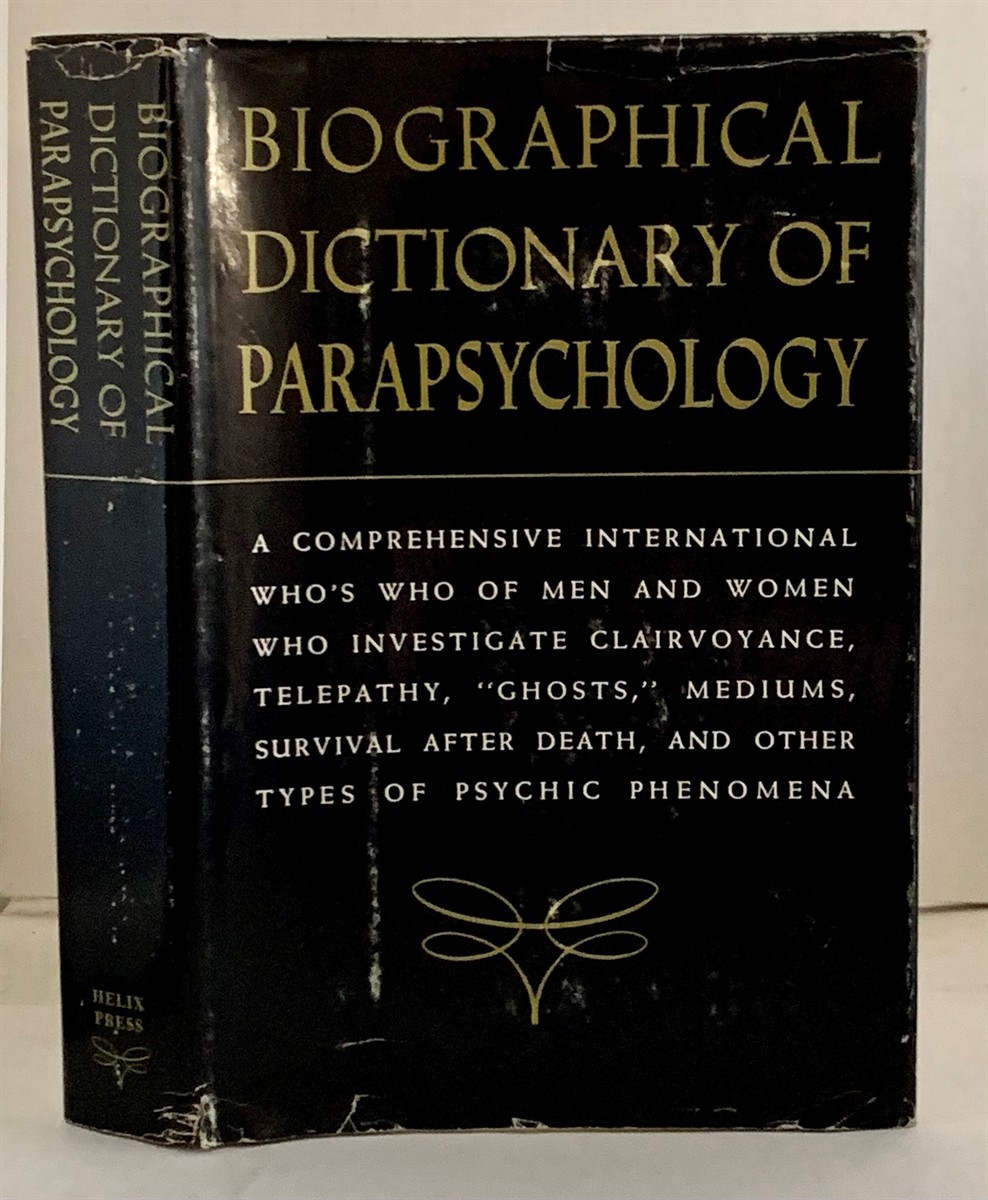 BIOGRAPHICAL
DICTIONARY OF
PARAPSYCHOLOGY
HELIX
PRESS
BIOGRAPHICAL
DICTIONARY OF
PARAPSYCHOLOGY
A COMPREHENSIVE INTERNATIONAL
WHO'S WHO OF MEN AND WOMEN
WHO INVESTIGATE CLAIRVOYANCE,
TELEPATHY, "GHOSTS," MEDIUMS,
SURVIVAL AFTER DEATH, AND OTHER
TYPES OF PSYCHIC PHENOMENA